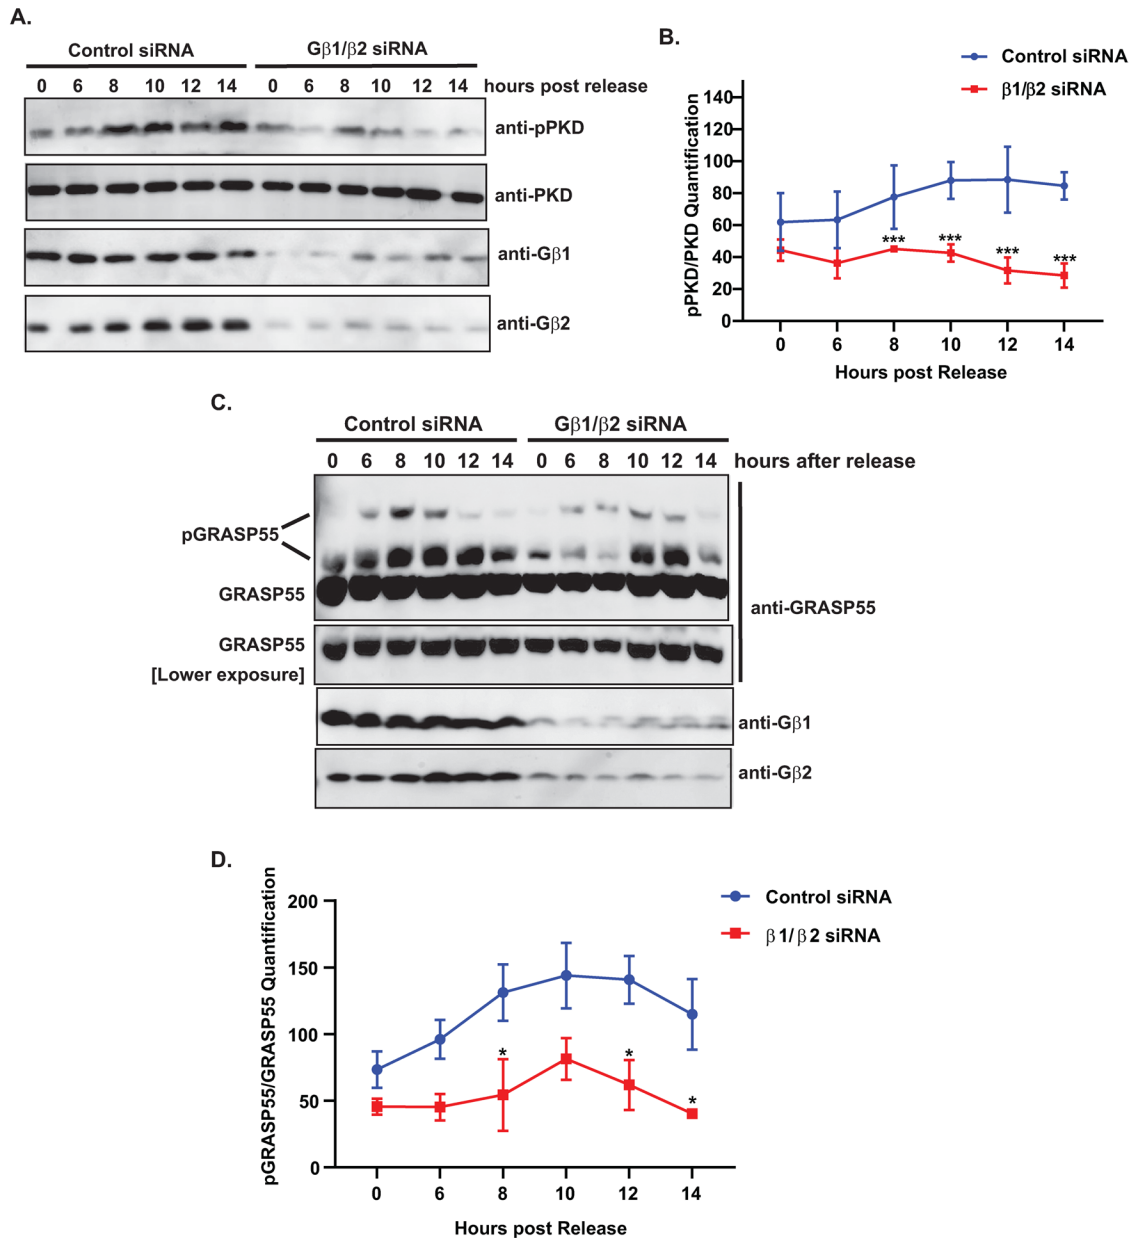 A.
Control siRNA
Gβ1/β2 siRNA
0 6 8 10 12 14 0 6 8 10 12 14 hours post release
anti-pPKD
anti-PKD
anti-Gβ1
anti-Gβ2
B.
Control siRNA
β1/β2 siRNA
pPKD/PKD Quantification
140
120
100
80
60
40
20
0
*** *** *** ***
0 6 8 10 12 14
Hours post Release
C.
Control siRNA
Gβ1/β2 siRNA
0 6 8 10 12 14 0 6 8 10 12 14 hours after release
pGRASP55
GRASP55
anti-GRASP55
GRASP55
[Lower exposure]
anti-Gβ1
anti-Gβ2
D.
Control siRNA
β1/β2 siRNA
pGRASP55/GRASP55 Quantification
200
150
100
50
0
* * *
0 6 8 10 12 14
Hours post Release